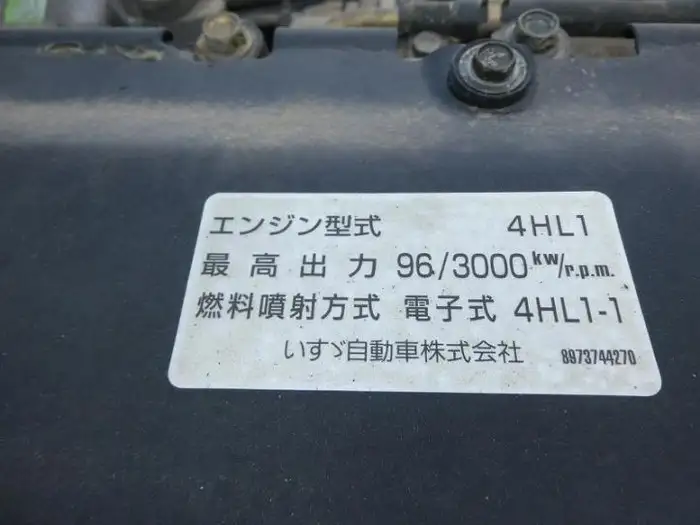 エンジン型式 4HL1
最高出力 96./3000kw/r.p.m.
燃料噴射方式 電子式 4HL1-1
いすゞ自動車株式会社 8973744270